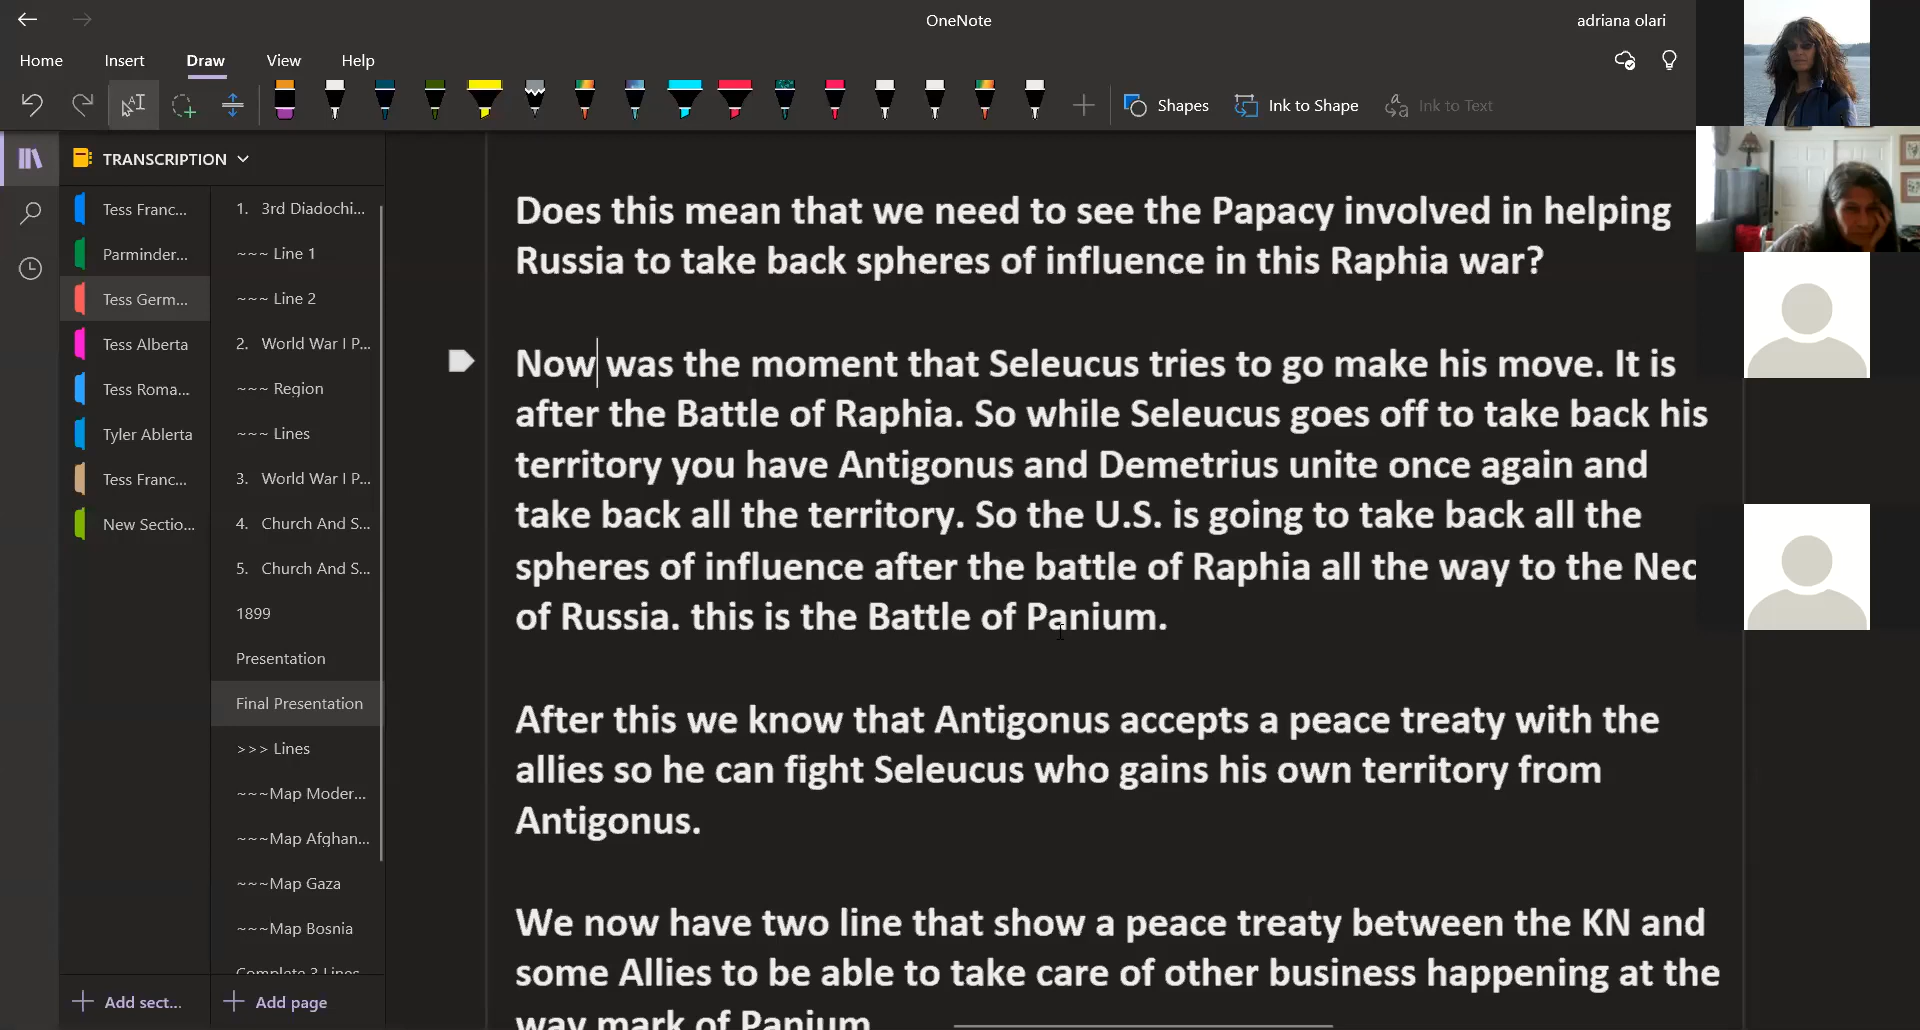 OneNote
adriana olari
Home Insert Draw View Help
Shapes Ink to Shape Ink to Text
TRANSCRIPTION
Tess Franc...
Parminder...
Tess Germ...
Tess Alberta
Tess Roma...
Tyler Ablerta
Tess Franc...
New Sectio...
1. 3rd Diadochi...
~~~ Line 1
~~~ Line 2
2. World War I P...
~~~ Region
~~~ Lines
3. World War I P...
4. Church And S...
5. Church And S...
1899
Presentation
Final Presentation
>>> Lines
~~~Map Moder...
~~~Map Afghan...
~~~Map Gaza
~~~Map Bosnia
Complete 3 Lines
Add sect...
Add page
Does this mean that we need to see the Papacy involved in helping
Russia to take back spheres of influence in this Raphia war?
Now was the moment that Seleucus tries to go make his move. It is
after the Battle of Raphia. So while Seleucus goes off to take back his
territory you have Antigonus and Demetrius unite once again and
take back all the territory. So the U.S. is going to take back all the
spheres of influence after the battle of Raphia all the way to the Nec
of Russia. this is the Battle of Panium.
After this we know that Antigonus accepts a peace treaty with the
allies so he can fight Seleucus who gains his own territory from
Antigonus.
We now have two line that show a peace treaty between the KN and
some Allies to be able to take care of other business happening at the
way mark of Panium